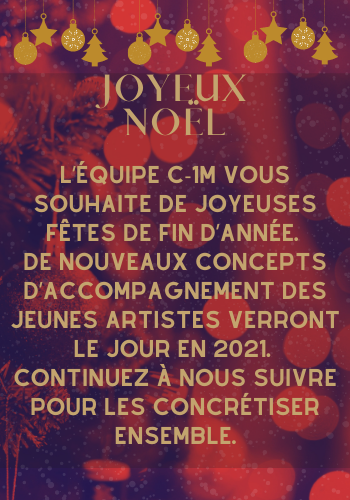 JOYEUX
NOËL
L'ÉQUIPE C-1M VOUS
SOUHAITE DE JOYEUSES
FÊTES DE FIN D'ANNÉE.
DE NOUVEAUX CONCEPTS
D'ACCOMPAGNEMENT DES
JEUNES ARTISTES VERRONT
LE JOUR EN 2021.
CONTINUEZ À NOUS SUIVRE
POUR LES CONCRÉTISER
ENSEMBLE.